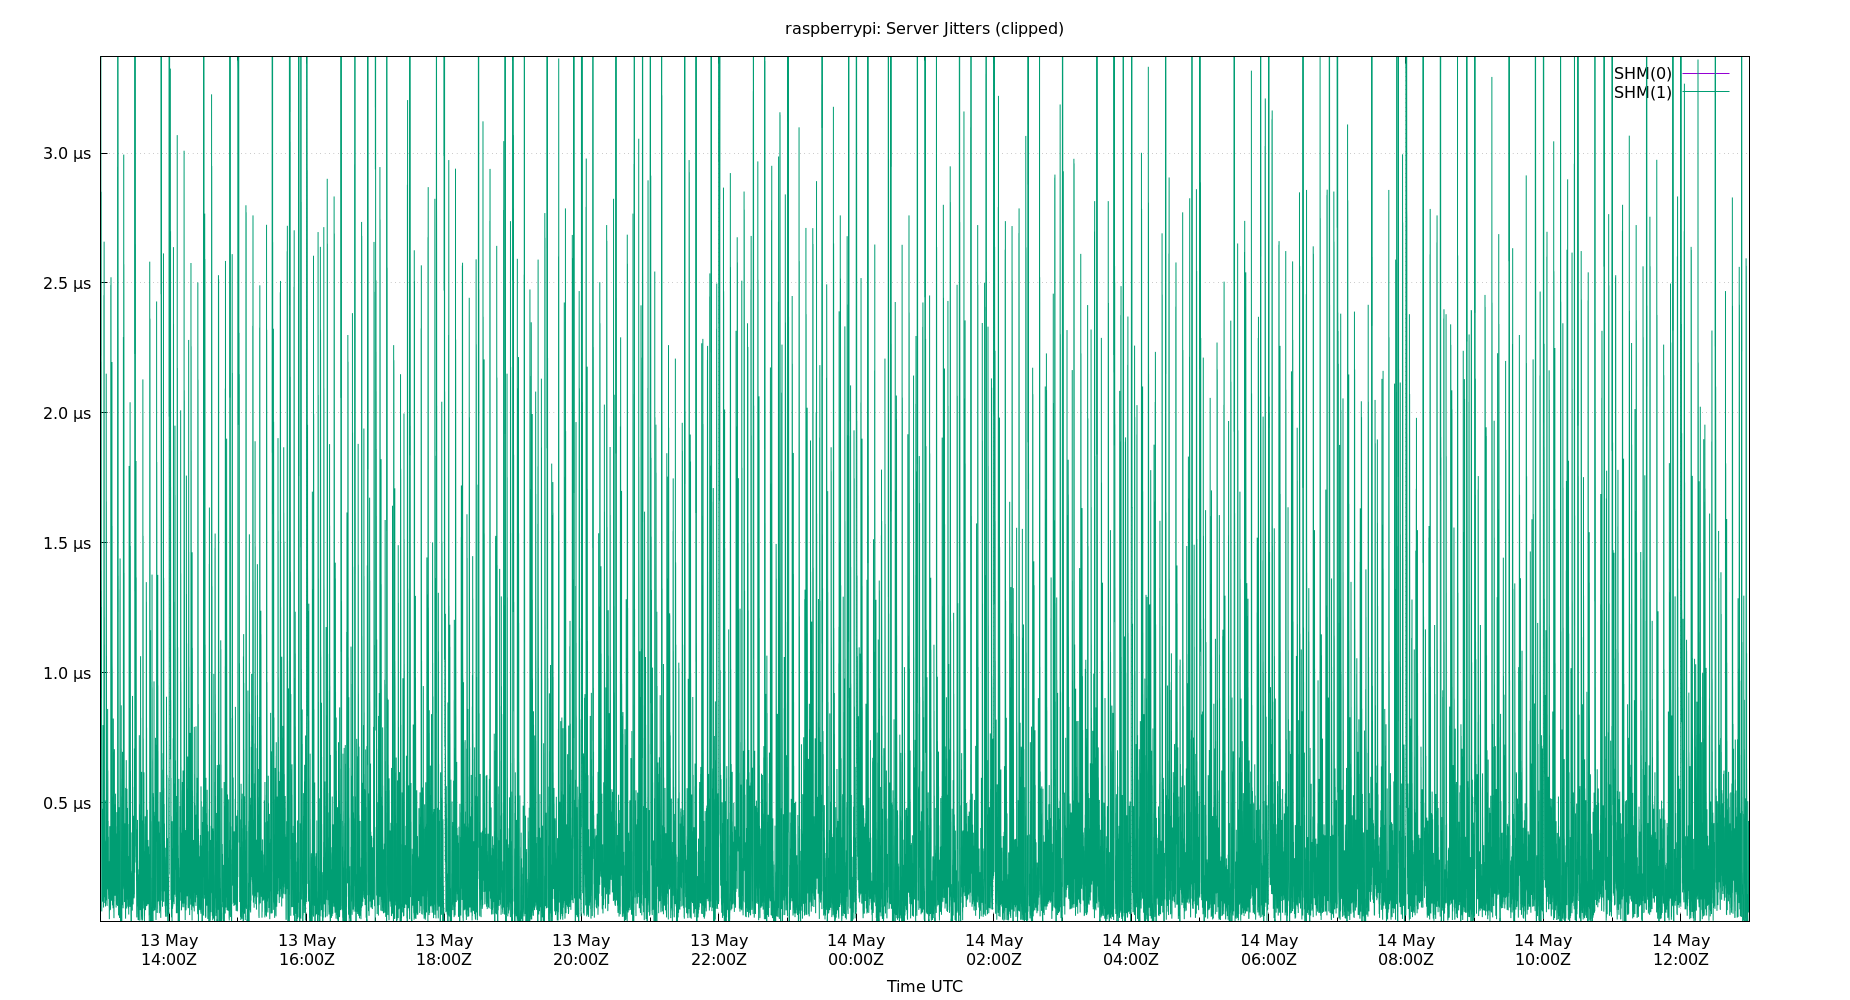 raspberrypi: Server Jitters (clipped)
SHM(0)
SHM(1)
3.0 μs
2.5 μs
2.0 μs
1.5 μs
1.0 μs
0.5 μs
13 May 13 May 13 May 13 May 13 May 14 May 14 May 14 May 14 May 14 May 14 May 14 May
14:00Z 16:00Z 18:00Z 20:00Z 22:00Z 00:00Z 02:00Z 04:00Z 06:00Z 08:00Z 10:00Z 12:00Z
Time UTC